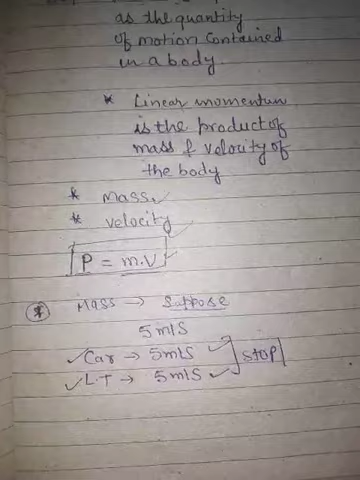 as the quantity
of motion contained
in a body.
* Linear momentum
is the product of
mass & velocity of
the body
* Mass
* velocity
P = m.V
* Mass → Suppose
5 m/s
Car → 5m/s
L.T → 5 m/s
Stop